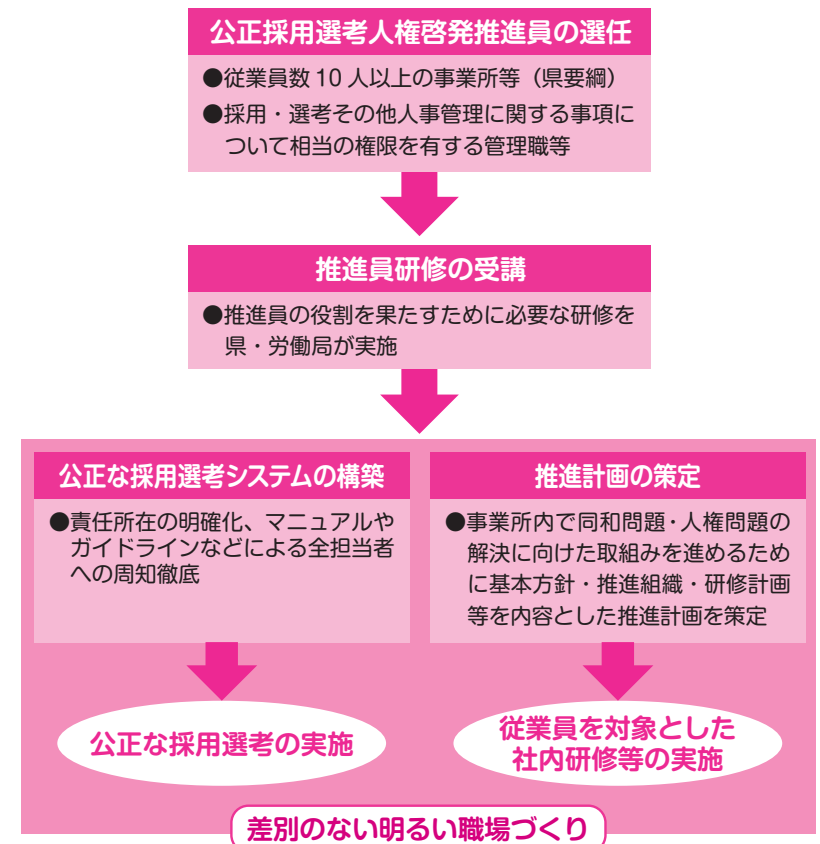 公正採用選考人権啓発推進員の選任
●従業員数10人以上の事業所等（県要綱）
●採用・選考その他人事管理に関する事項に
ついて相当の権限を有する管理職等
推進員研修の受講
●推進員の役割を果たすために必要な研修を
県・労働局が実施
公正な採用選考システムの構築
●責任所在の明確化、マニュアルや
ガイドラインなどによる全担当者
への周知徹底
推進計画の策定
●事業所内で同和問題・人権問題の
解決に向けた取組みを進めるため
に基本方針・推進組織・研修計画
等を内容とした推進計画を策定
公正な採用選考の実施
従業員を対象とした
社内研修等の実施
差別のない明るい職場づくり